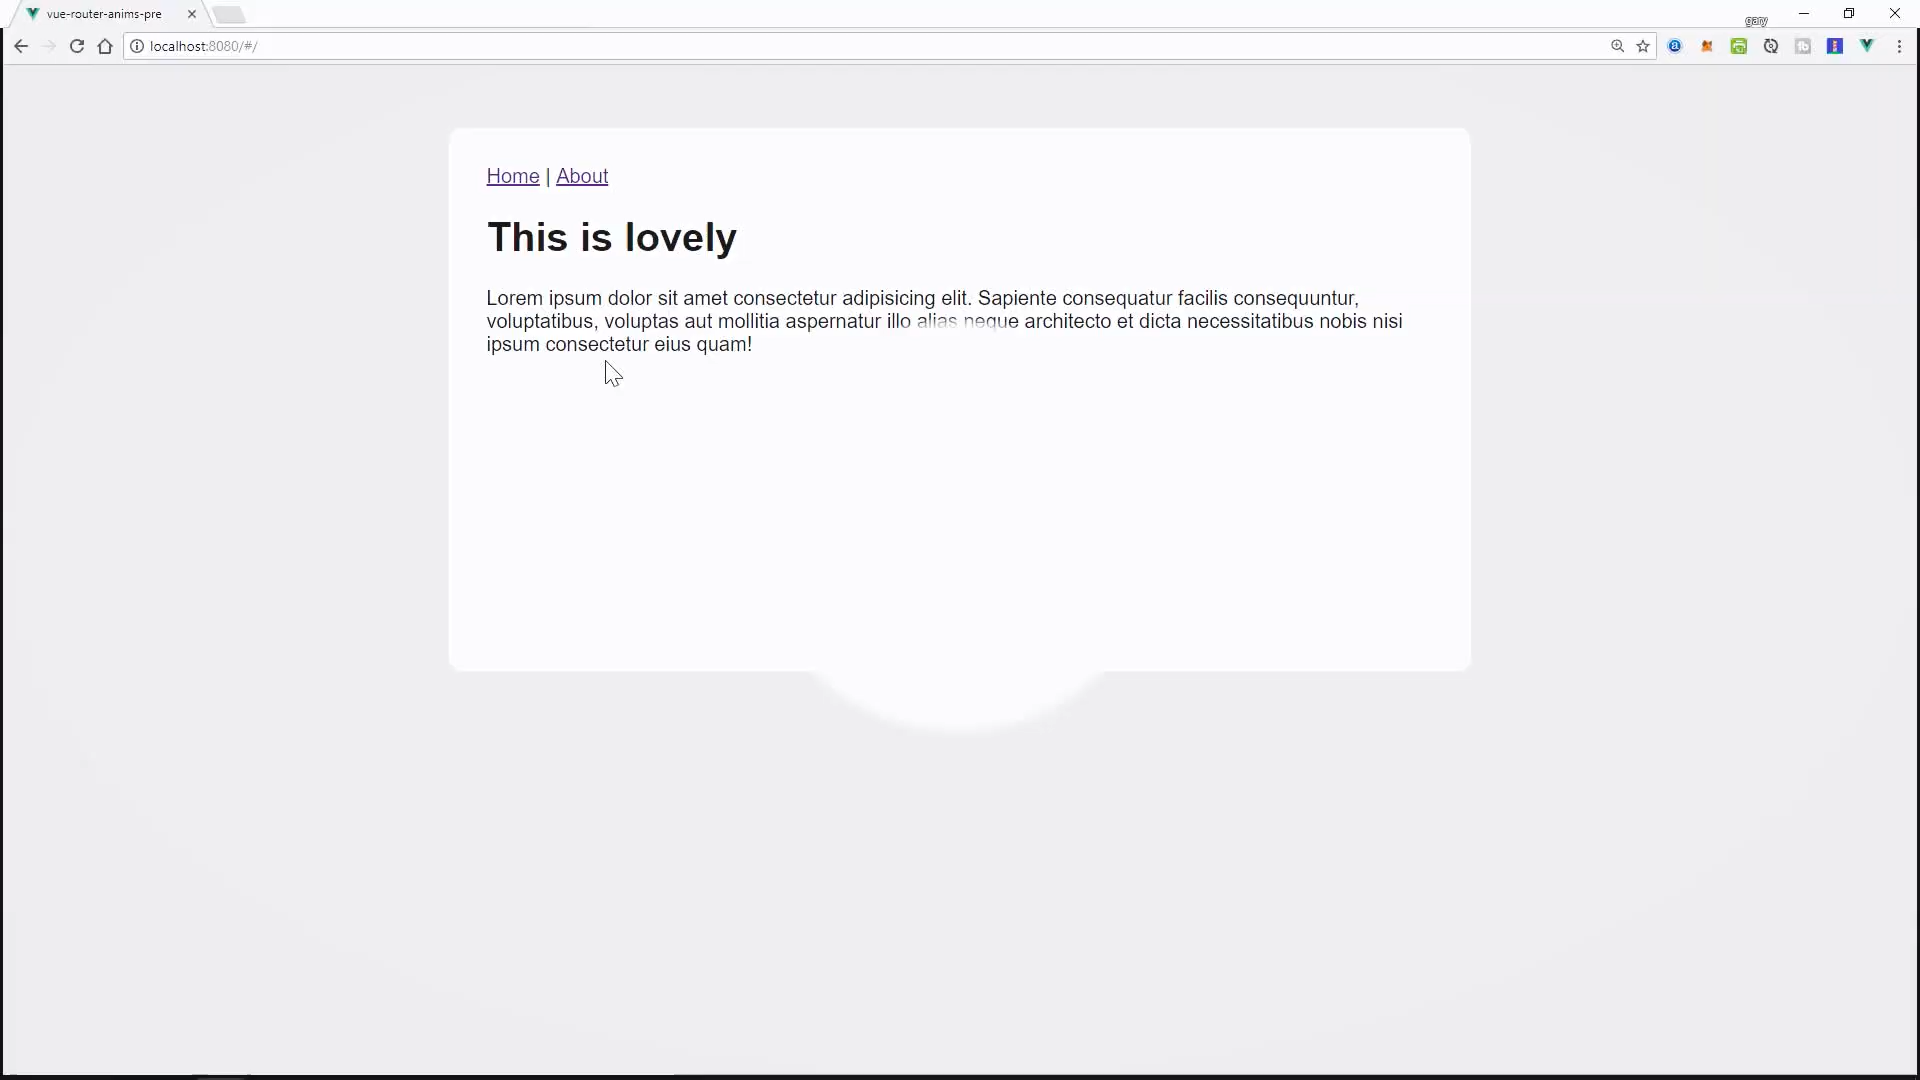 vue-router-anims-pre
gary
localhost:8080/#/
Home | About
This is lovely
Lorem ipsum dolor sit amet consectetur adipisicing elit. Sapiente consequatur facilis consequuntur,
voluptatibus, voluptas aut mollitia aspernatur illo alias neque architecto et dicta necessitatibus nobis nisi
ipsum consectetur eius quam!